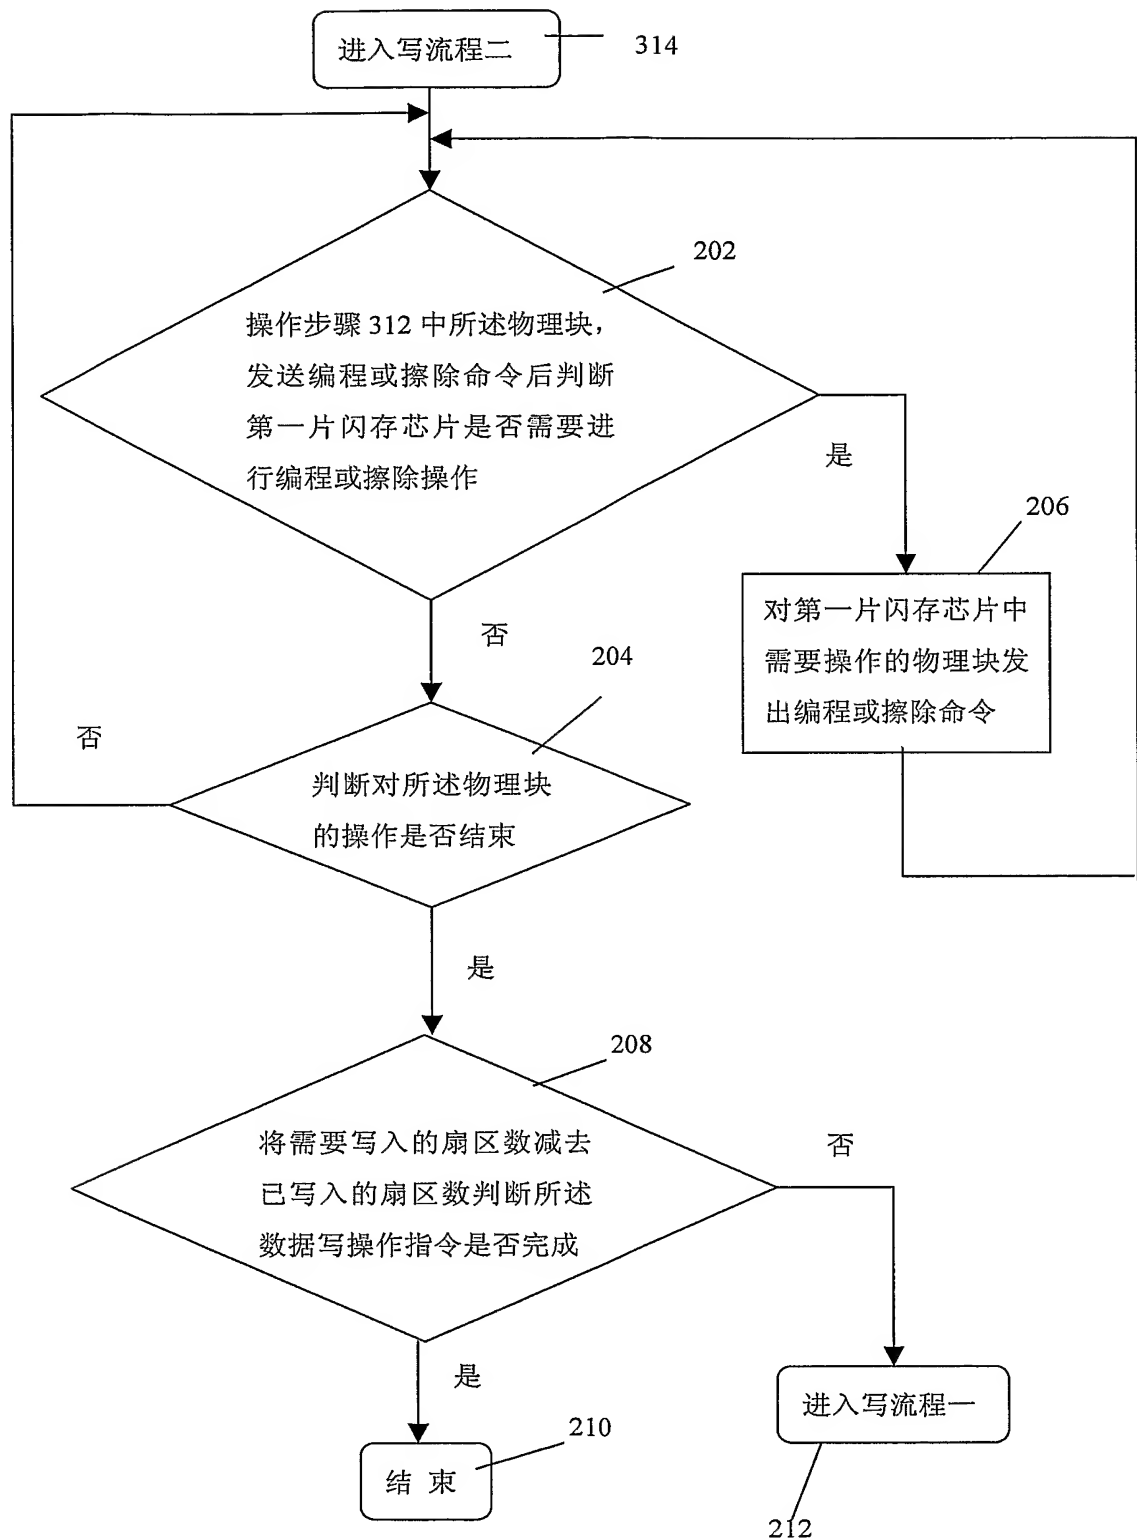 进入写流程二
314
202
操作步骤312中所述物理块,
发送编程或擦除命令后判断
第一片闪存芯片是否需要进
行编程或擦除操作
是
206
对第一片闪存芯片中
需要操作的物理块发
出编程或擦除命令
否
204
否
判断对所述物理块
的操作是否结束
是
208
将需要写入的扇区数减去
已写入的扇区数判断所述
数据写操作指令是否完成
否
是
进入写流程一
210
结 束
212